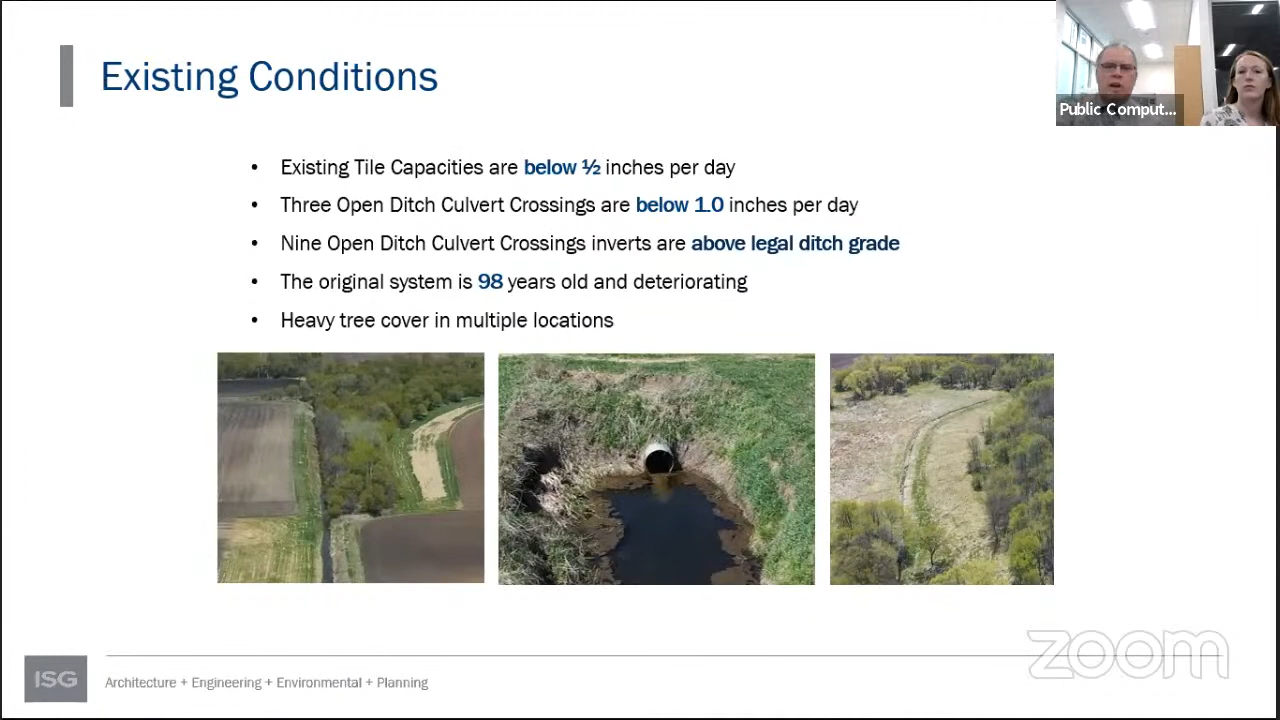 Existing Conditions
Public Comput...
• Existing Tile Capacities are below ½ inches per day
• Three Open Ditch Culvert Crossings are below 1.0 inches per day
• Nine Open Ditch Culvert Crossings inverts are above legal ditch grade
• The original system is 98 years old and deteriorating
• Heavy tree cover in multiple locations
zoom
ISG
Architecture + Engineering + Environmental + Planning